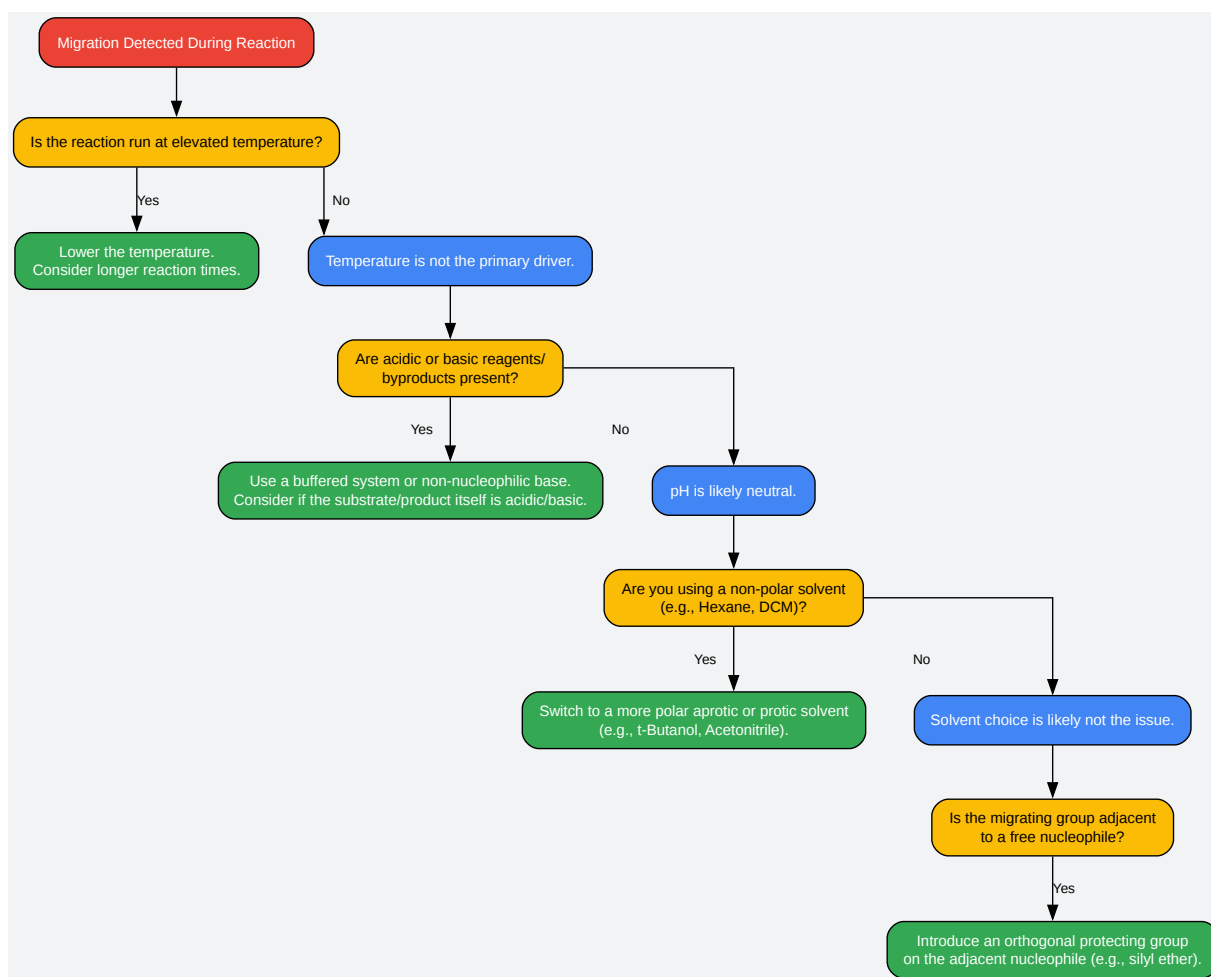 Migration Detected During Reaction
Is the reaction run at elevated temperature?
Yes
No
Lower the temperature.
Consider longer reaction times.
Temperature is not the primary driver.
Are acidic or basic reagents/
byproducts present?
Yes
No
Use a buffered system or non-nucleophilic base.
Consider if the substrate/product itself is acidic/basic.
pH is likely neutral.
Are you using a non-polar solvent
(e.g., Hexane, DCM)?
Yes
No
Switch to a more polar aprotic or protic solvent
(e.g., t-Butanol, Acetonitrile).
Solvent choice is likely not the issue.
Is the migrating group adjacent
to a free nucleophile?
Yes
Introduce an orthogonal protecting group
on the adjacent nucleophile (e.g., silyl ether).